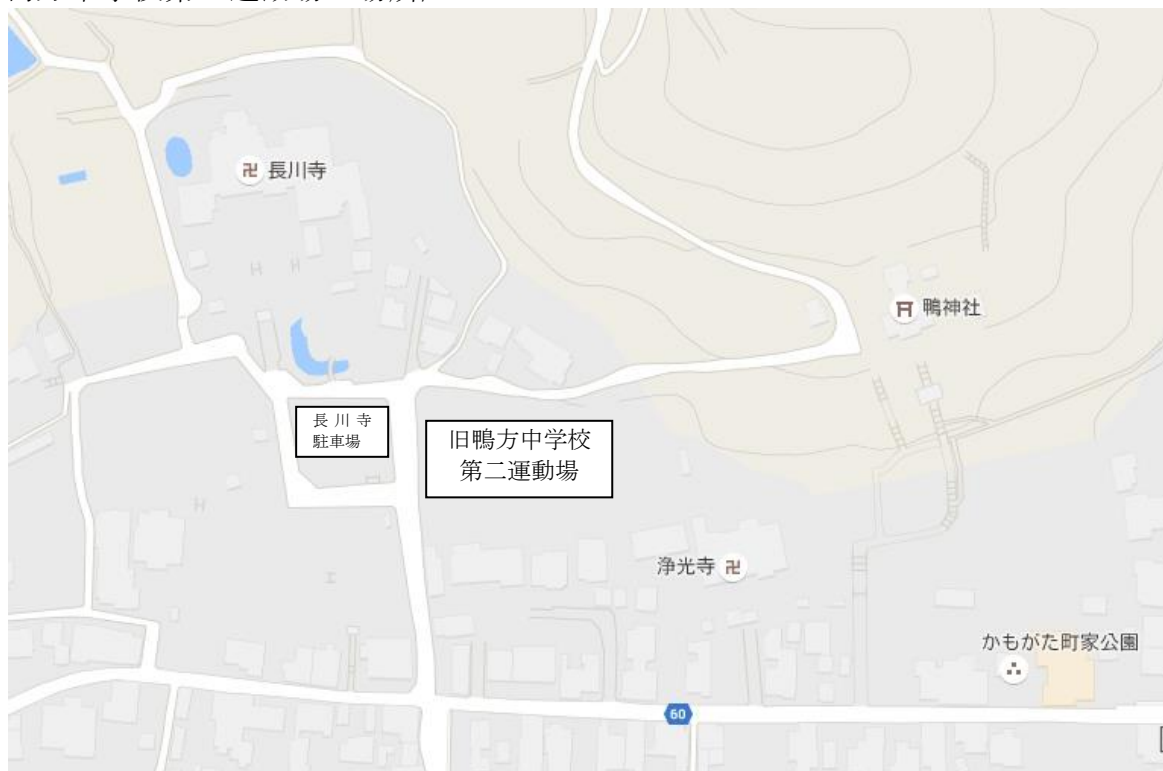 長川寺
鴨神社
長川寺
駐車場
旧鴨方中学校
第二運動場
浄光寺
かもがた町家公園
60